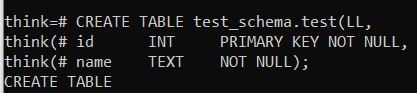 think=# CREATE TABLE test_schema.test(LL,
think(# id     INT     PRIMARY KEY NOT NULL,
think(# name   TEXT    NOT NULL);
CREATE TABLE